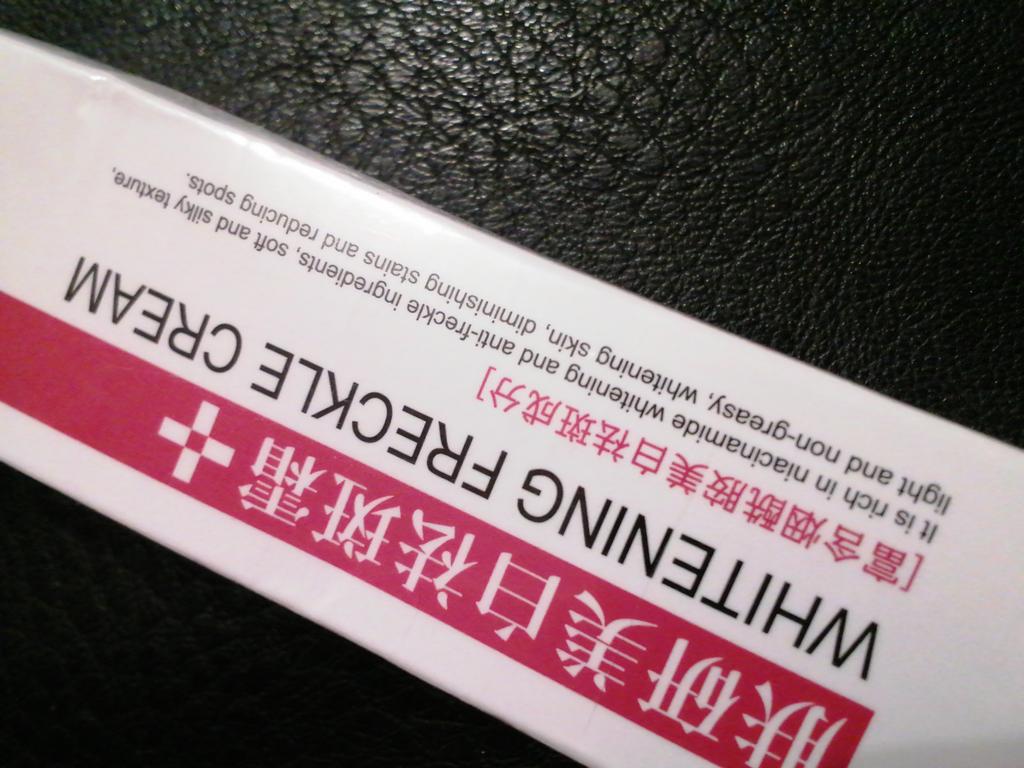 肤研美白祛斑霜
WHITENING FRECKLE CREAM
[富含烟酰胺美白祛斑成分]
It is rich in niacinamide whitening and anti-freckle ingredients, soft and silky texture,
light and non-greasy, whitening skin, diminishing stains and reducing spots.